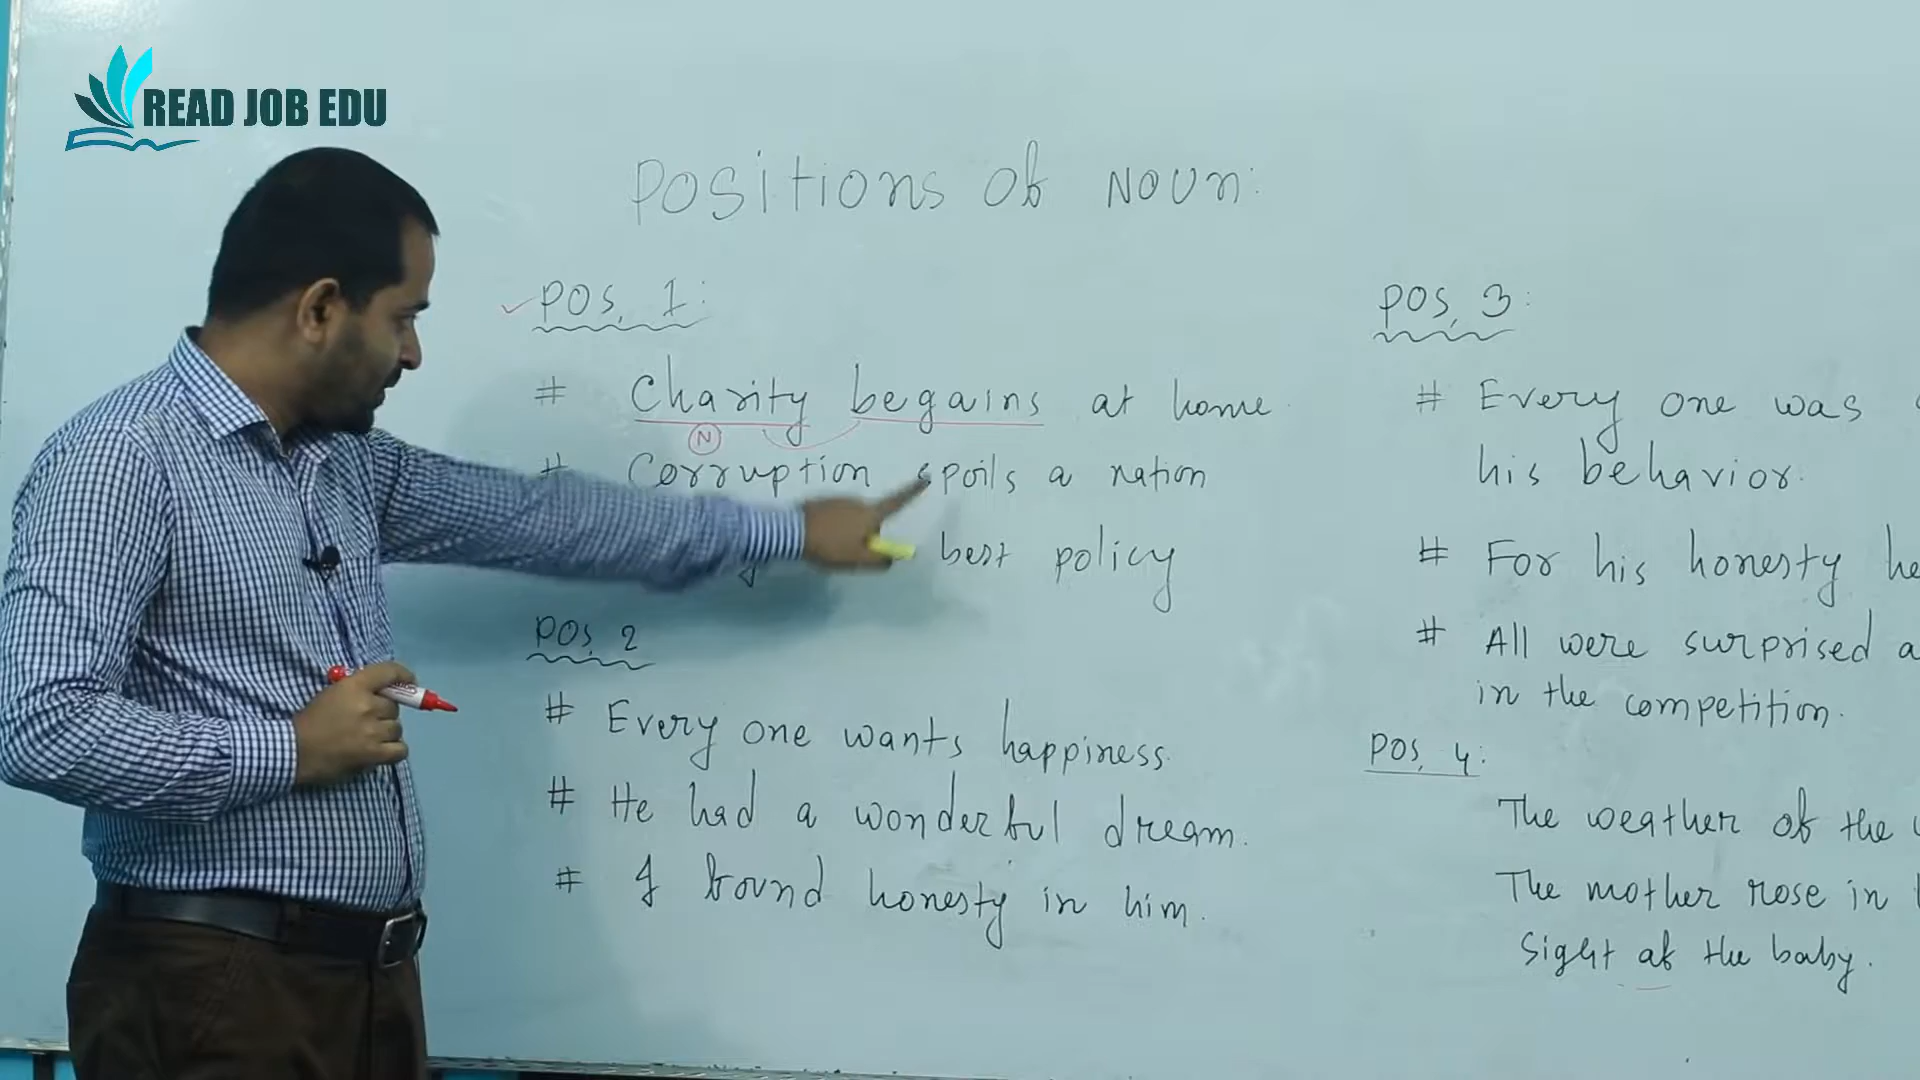 READ JOB EDU
Positions of Noun:
Pos, 1:
# Charity begains at home
N
# Corruption spoils a nation
best policy
Pos, 2
# Every one wants happiness.
# He had a wonderful dream.
# I found honesty in him.
Pos, 3:
# Every one was
his behavior.
# For his honesty he
# All were surprised a
in the competition.
Pos, 4:
The weather of the
The mother rose in
Sight of the baby.